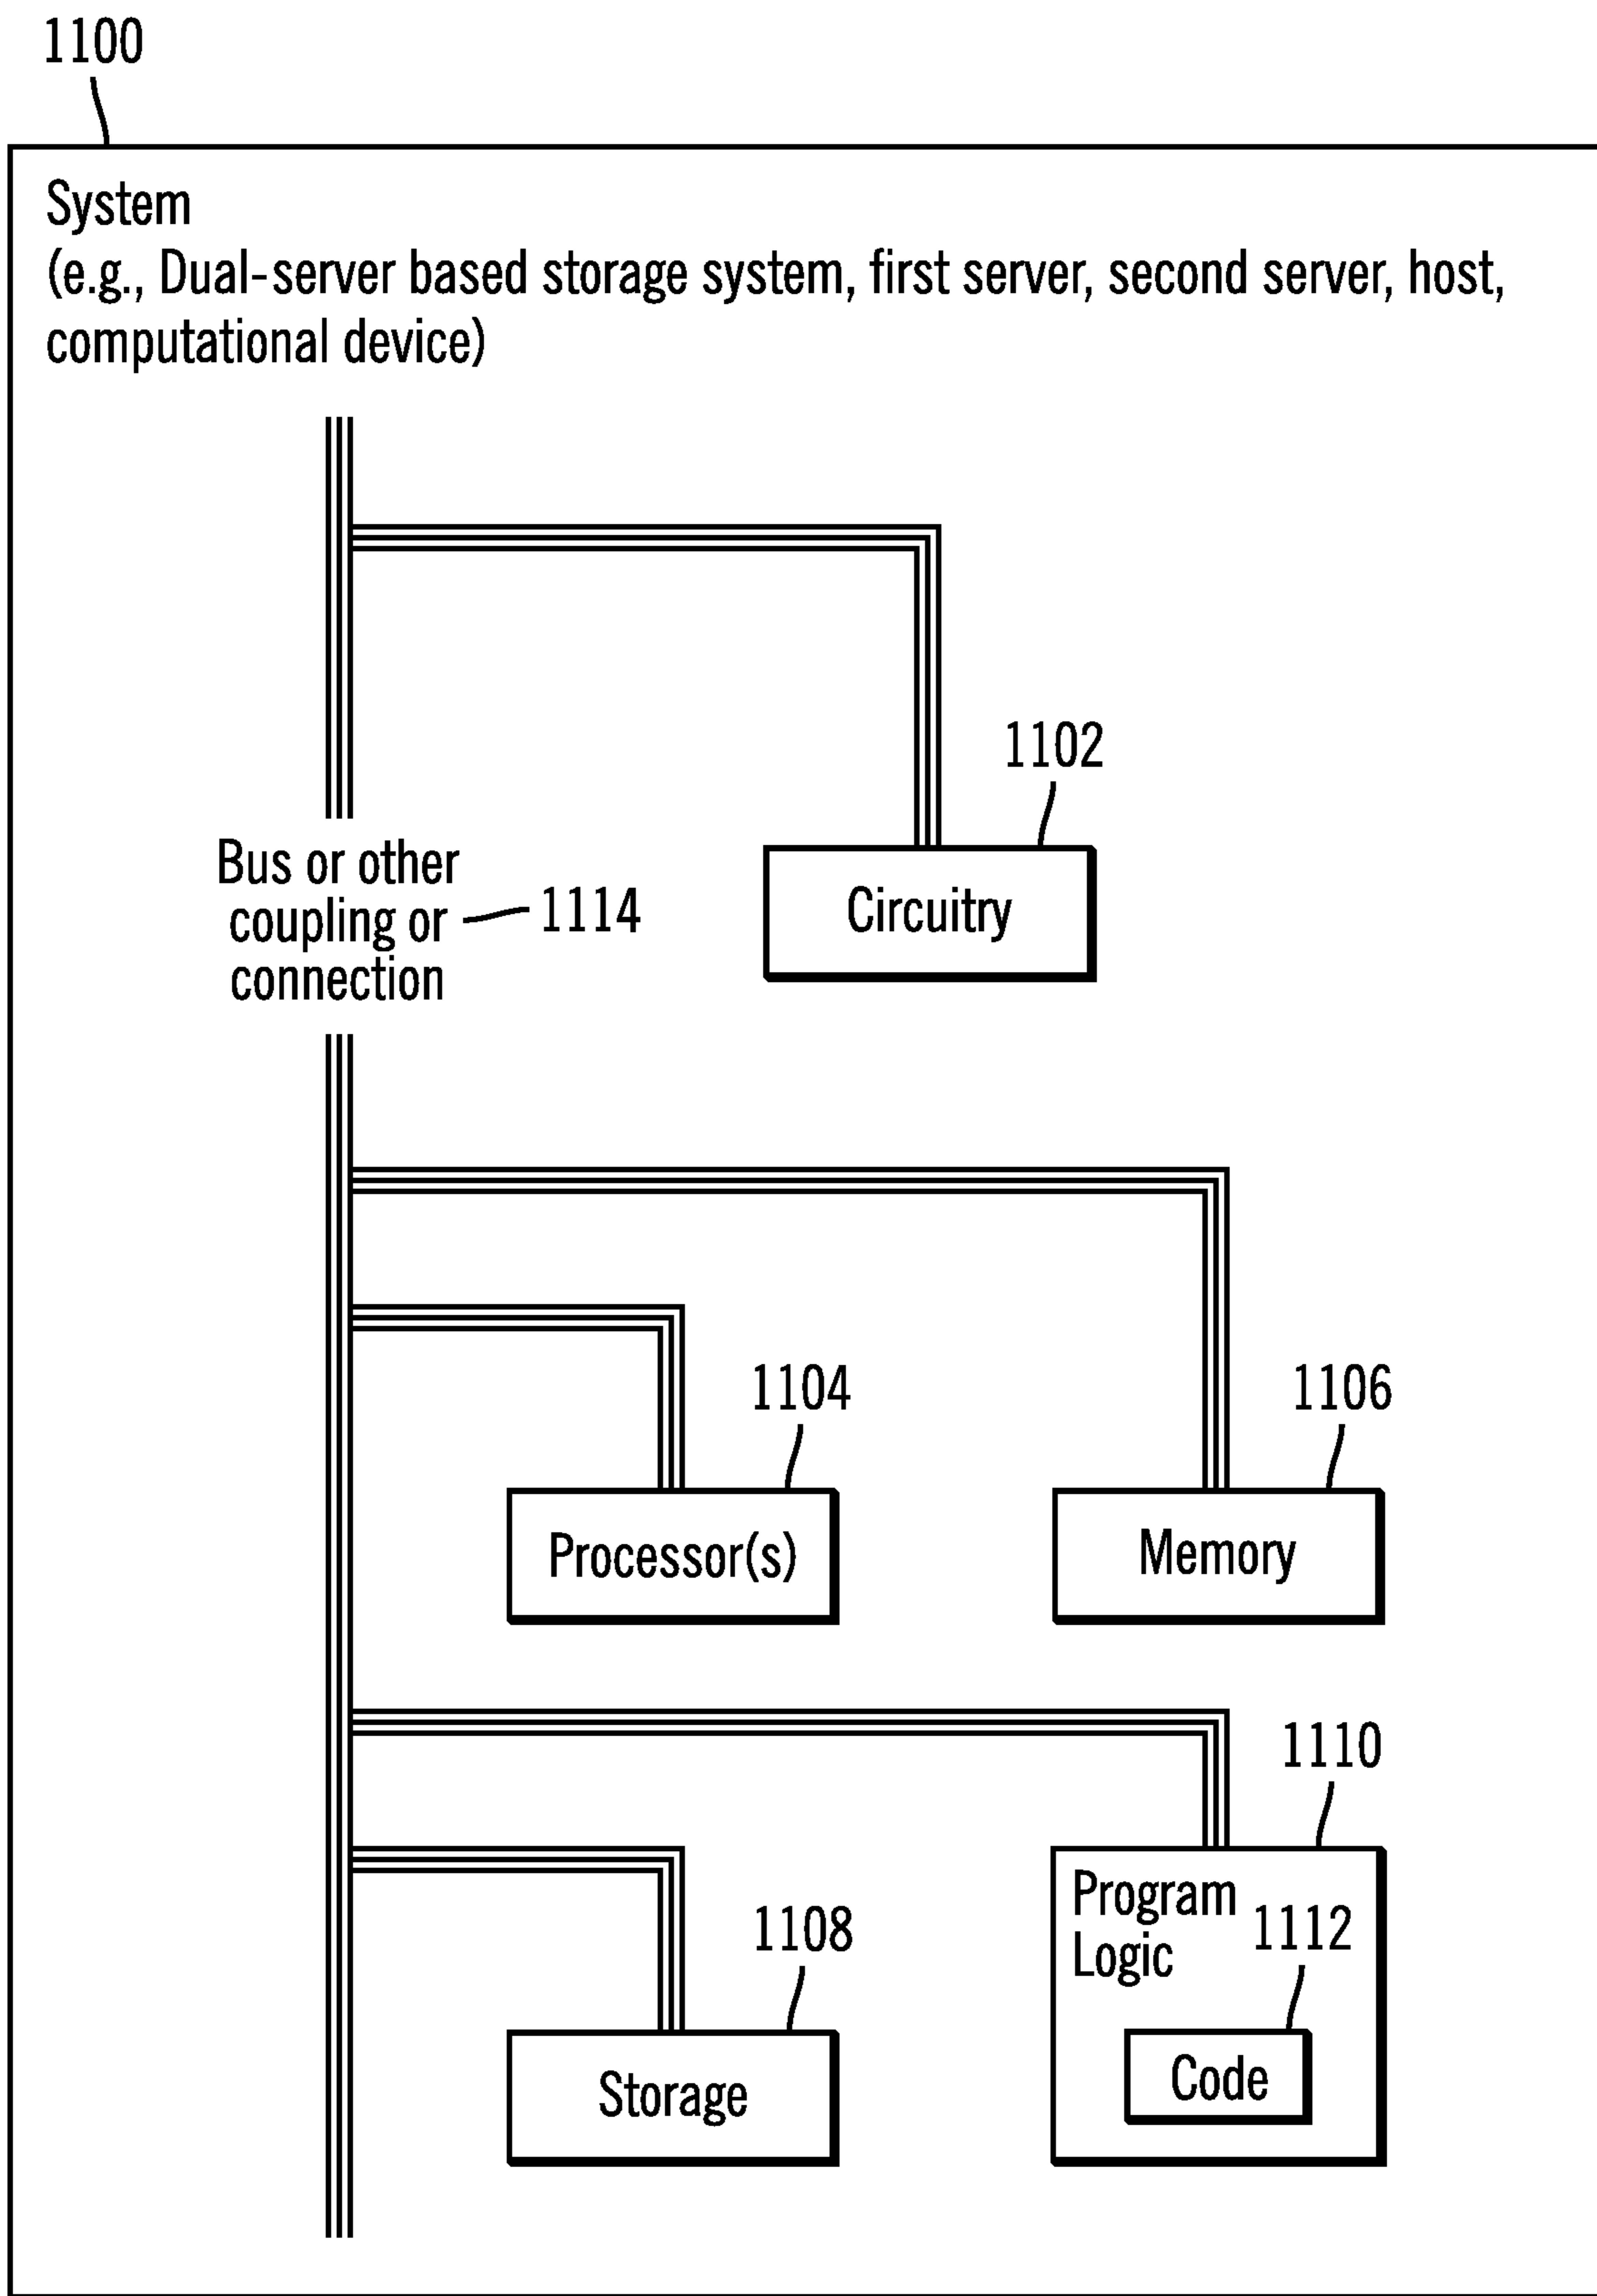 1100
System
(e.g., Dual-server based storage system, first server, second server, host,
computational device)
1102
Circuitry
Bus or other
coupling or
connection
1114
1104
Processor(s)
1106
Memory
1108
Storage
1110
Program
Logic
1112
Code